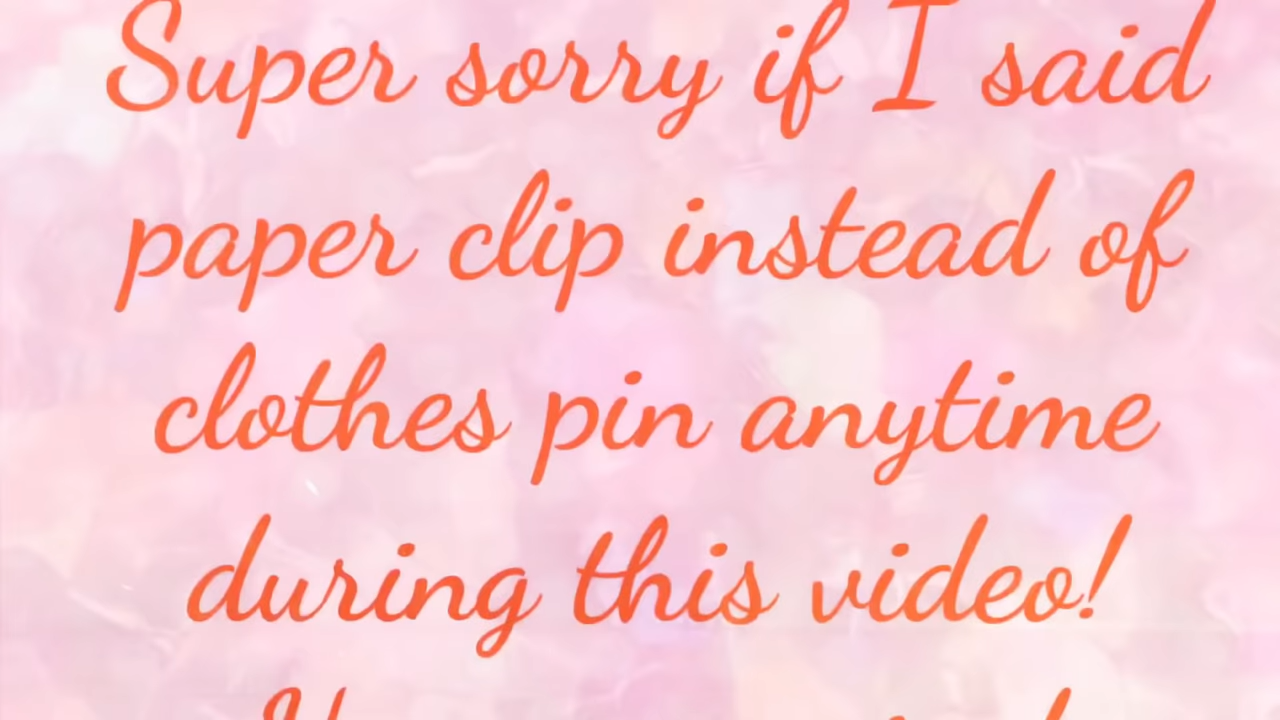 Super sorry if I said
paper clip instead of
clothes pin anytime
during this video!